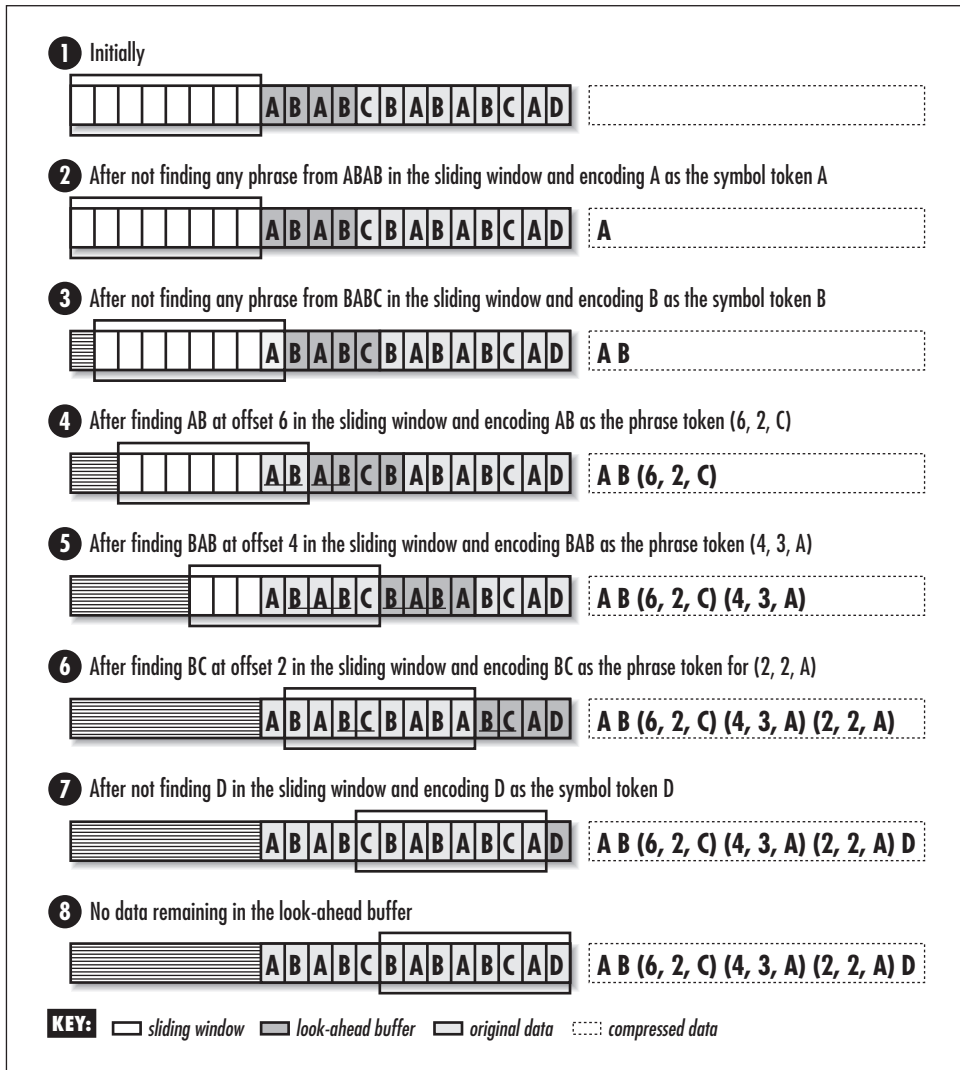 1 Initially
A B A B C B A B A B C A D
2 After not finding any phrase from ABAB in the sliding window and encoding A as the symbol token A
A B A B C B A B A B C A D A
3 After not finding any phrase from BABC in the sliding window and encoding B as the symbol token B
A B A B C B A B A B C A D A B
4 After finding AB at offset 6 in the sliding window and encoding AB as the phrase token (6, 2, C)
A B A B C B A B A B C A D A B (6, 2, C)
5 After finding BAB at offset 4 in the sliding window and encoding BAB as the phrase token (4, 3, A)
A B A B C B A B A B C A D A B (6, 2, C) (4, 3, A)
6 After finding BC at offset 2 in the sliding window and encoding BC as the phrase token for (2, 2, A)
A B A B C B A B A B C A D A B (6, 2, C) (4, 3, A) (2, 2, A)
7 After not finding D in the sliding window and encoding D as the symbol token D
A B A B C B A B A B C A D A B (6, 2, C) (4, 3, A) (2, 2, A) D
8 No data remaining in the look-ahead buffer
A B A B C B A B A B C A D A B (6, 2, C) (4, 3, A) (2, 2, A) D
KEY: sliding window look-ahead buffer original data compressed data